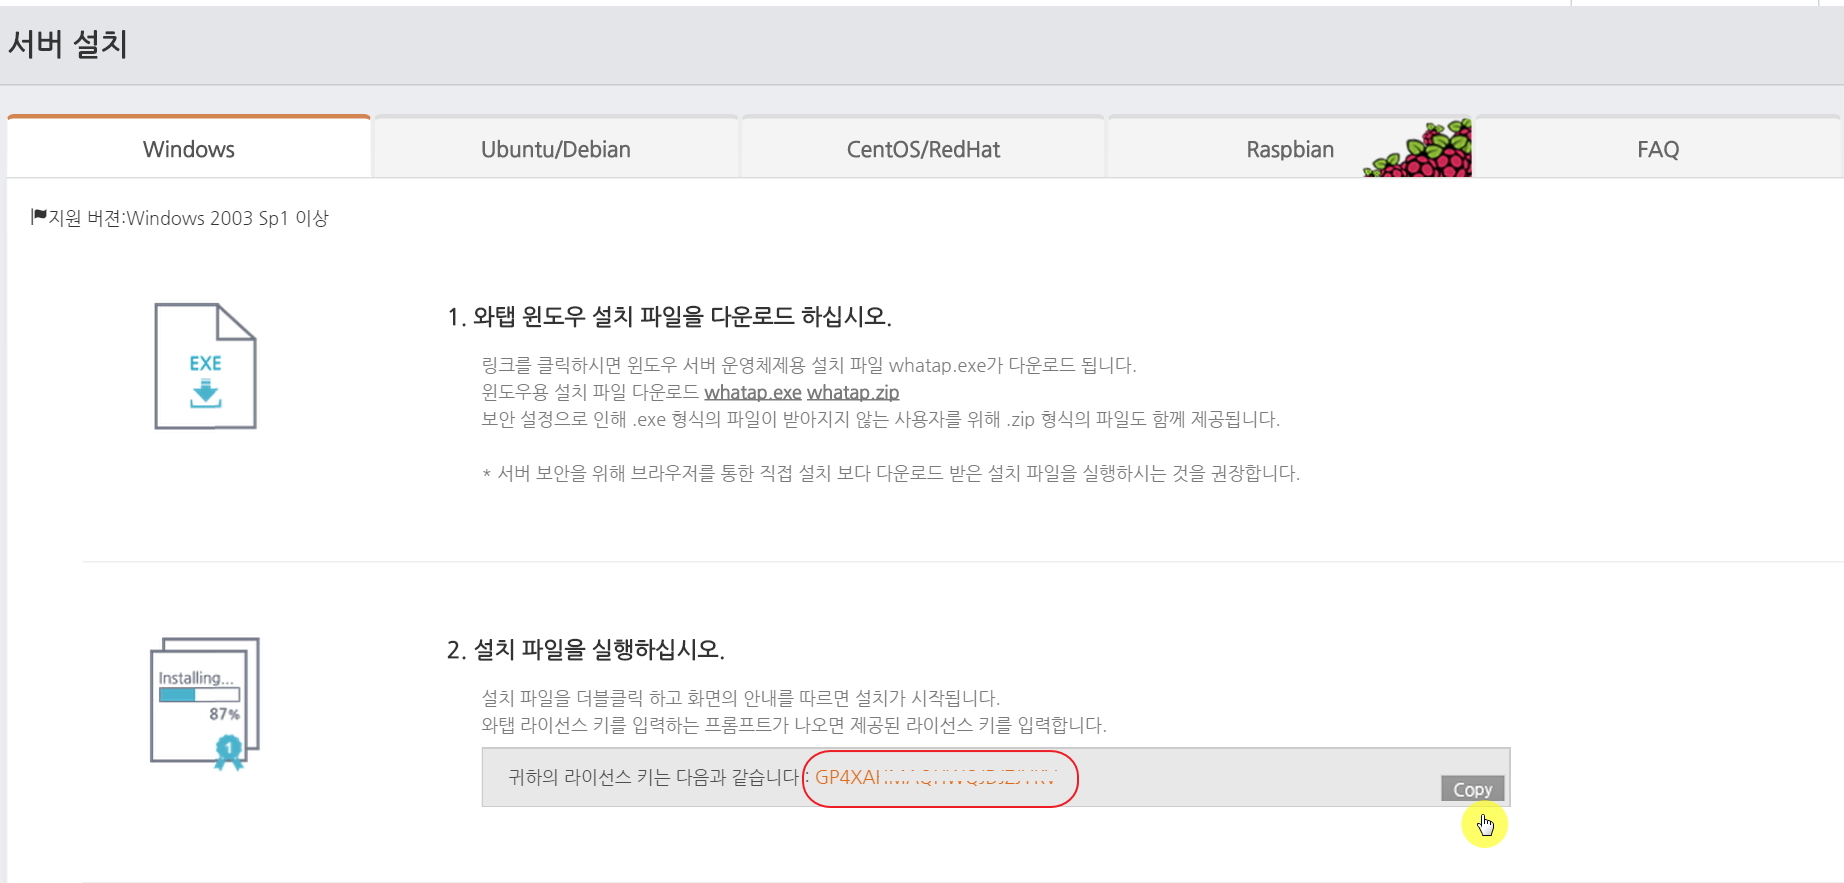 서버 설치
Windows
Ubuntu/Debian
CentOS/RedHat
Raspbian
FAQ
지원 버젼:Windows 2003 Sp1 이상
EXE
1. 와탭 윈도우 설치 파일을 다운로드 하십시오.
링크를 클릭하시면 윈도우 서버 운영체제용 설치 파일 whatap.exe가 다운로드 됩니다.
윈도우용 설치 파일 다운로드 whatap.exe whatap.zip
보안 설정으로 인해 .exe 형식의 파일이 받아지지 않는 사용자를 위해 .zip 형식의 파일도 함께 제공됩니다.
* 서버 보안을 위해 브라우저를 통한 직접 설치 보다 다운로드 받은 설치 파일을 실행하시는 것을 권장합니다.
Installing...
87%
1
2. 설치 파일을 실행하십시오.
설치 파일을 더블클릭 하고 화면의 안내를 따르면 설치가 시작됩니다.
와탭 라이선스 키를 입력하는 프롬프트가 나오면 제공된 라이선스 키를 입력합니다.
귀하의 라이선스 키는 다음과 같습니다 :
Copy